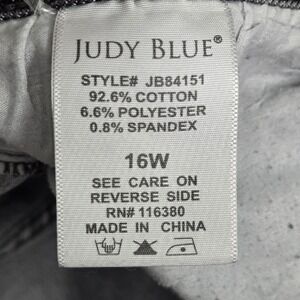 JUDY BLUE®
STYLE# JB84151
92.6% COTTON
6.6% POLYESTER
0.8% SPANDEX
16W
SEE CARE ON
REVERSE SIDE
RN# 116380
MADE IN CHINA